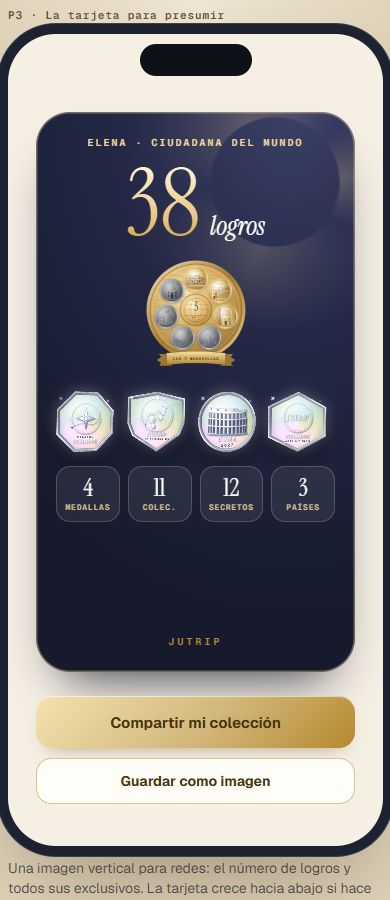 P3 · La tarjeta para presumir
ELENA · CIUDADANA DEL MUNDO
38 logros
3
LAS 7 MARAVILLAS
ROMA
2027
4
MEDALLAS
11
COLEC.
12
SECRETOS
3
PAÍSES
JUTRIP
Compartir mi colección
Guardar como imagen
Una imagen vertical para redes: el número de logros y
todos sus exclusivos. La tarjeta crece hacia abajo si hace